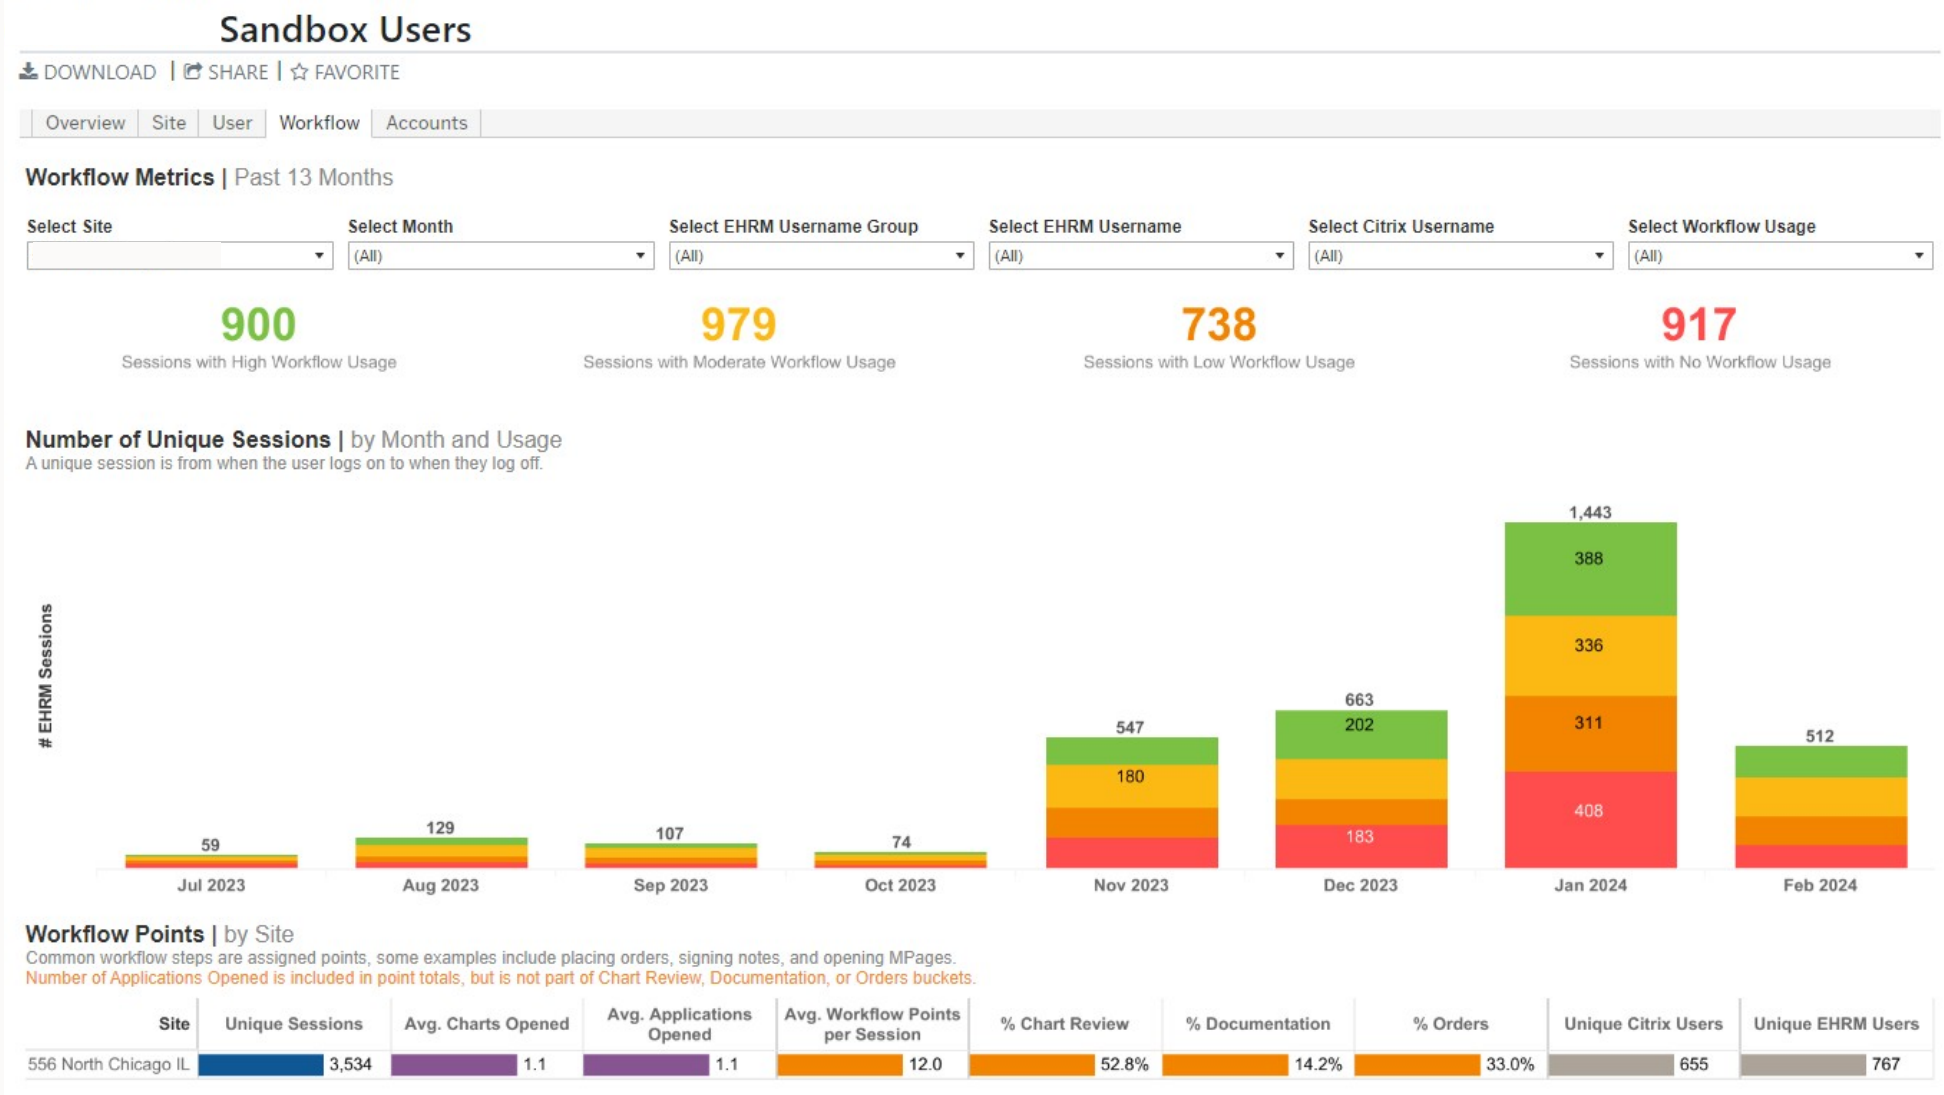 Sandbox Users
DOWNLOAD | SHARE | FAVORITE
Overview Site User Workflow Accounts
Workflow Metrics | Past 13 Months
Select Site Select Month Select EHRM Username Group Select EHRM Username Select Citrix Username Select Workflow Usage
(All) (All) (All) (All) (All)
900 979 738 917
Sessions with High Workflow Usage Sessions with Moderate Workflow Usage Sessions with Low Workflow Usage Sessions with No Workflow Usage
Number of Unique Sessions | by Month and Usage
A unique session is from when the user logs on to when they log off.
# EHRM Sessions
1,443
388
336
663
202
311
547
512
180
408
183
129
107
74
59
Jul 2023 Aug 2023 Sep 2023 Oct 2023 Nov 2023 Dec 2023 Jan 2024 Feb 2024
Workflow Points | by Site
Common workflow steps are assigned points, some examples include placing orders, signing notes, and opening MPages.
Number of Applications Opened is included in point totals, but is not part of Chart Review, Documentation, or Orders buckets.
Site Unique Sessions Avg. Charts Opened Avg. Applications Opened Avg. Workflow Points per Session % Chart Review % Documentation % Orders Unique Citrix Users Unique EHRM Users
556 North Chicago IL 3,534 1.1 1.1 12.0 52.8% 14.2% 33.0% 655 767